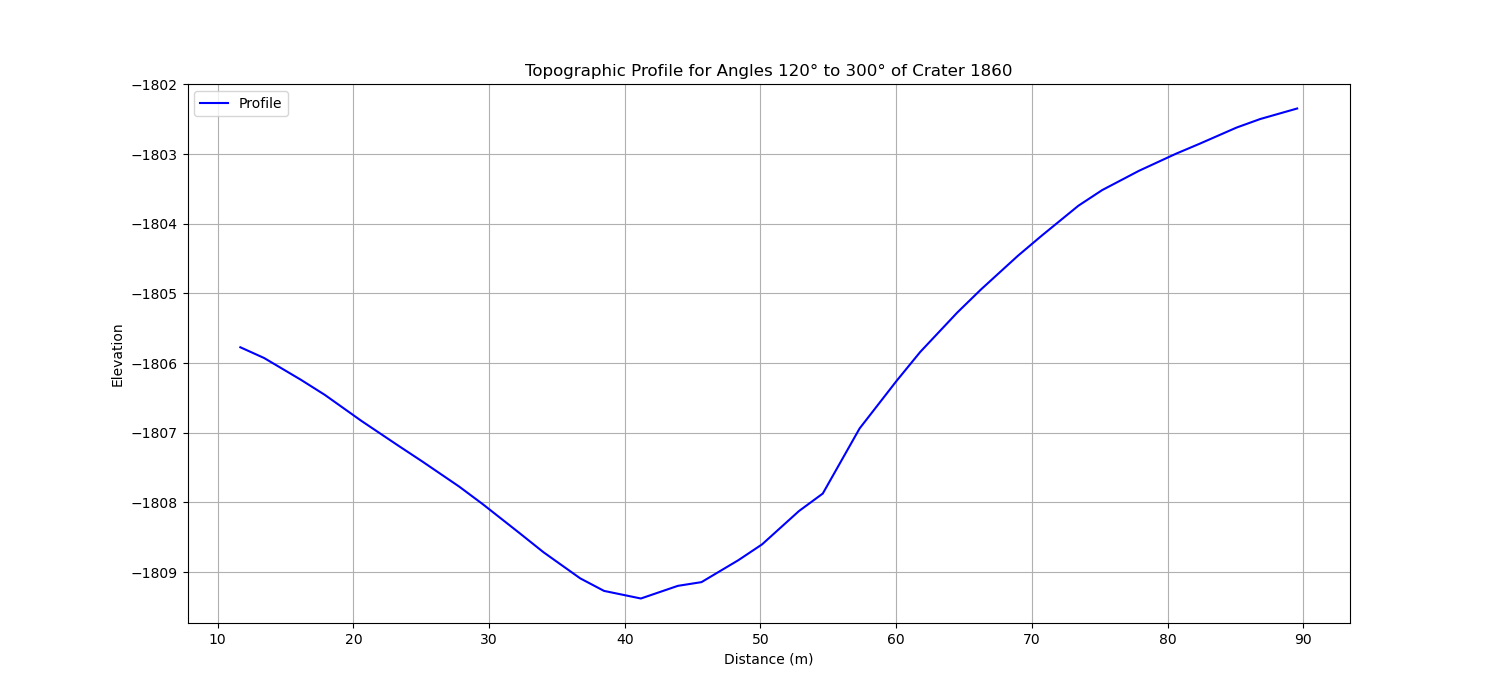 Topographic Profile for Angles 120° to 300° of Crater 1860
Profile
−1802
−1803
−1804
−1805
−1806
−1807
−1808
−1809
Elevation
10 20 30 40 50 60 70 80 90
Distance (m)